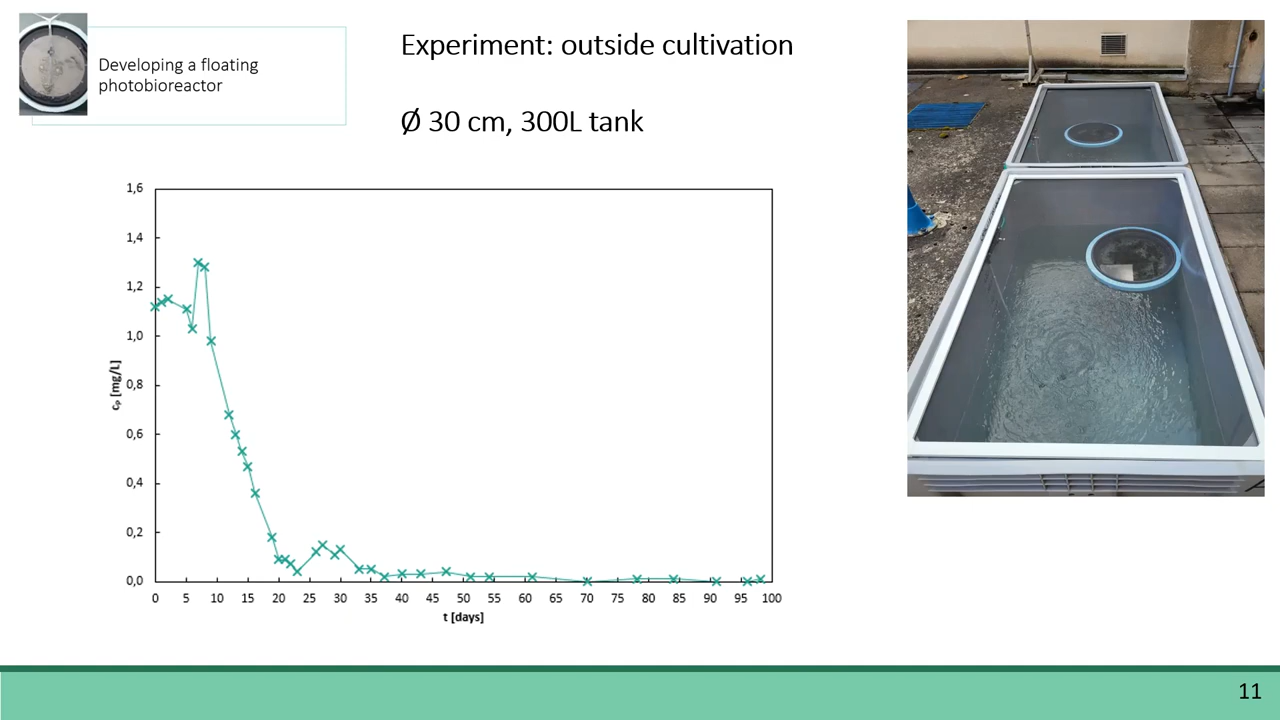 Developing a floating
photobioreactor
Experiment: outside cultivation
Ø 30 cm, 300L tank
1,6
1,4
1,2
1,0
0,8
0,6
0,4
0,2
0,0
cₚ [mg/L]
0 5 10 15 20 25 30 35 40 45 50 55 60 65 70 75 80 85 90 95 100
t [days]
11